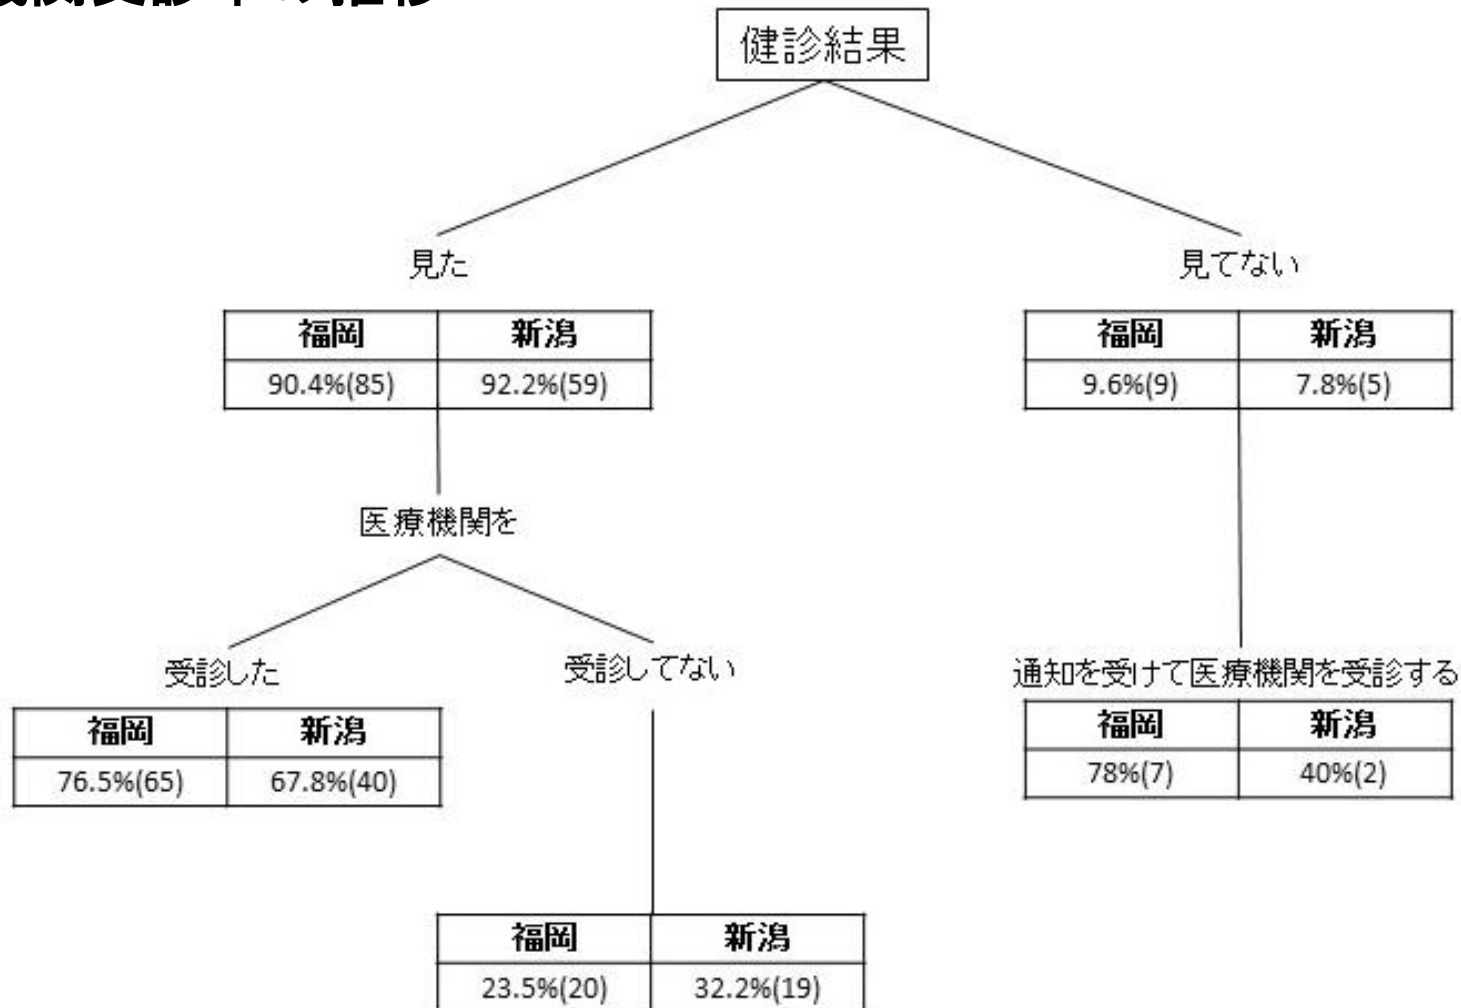 健診結果
見た
見てない
福岡 新潟
90.4%(85) 92.2%(59)
福岡 新潟
9.6%(9) 7.8%(5)
医療機関を
受診した
受診してない
通知を受けて医療機関を受診する
福岡 新潟
76.5%(65) 67.8%(40)
福岡 新潟
78%(7) 40%(2)
福岡 新潟
23.5%(20) 32.2%(19)